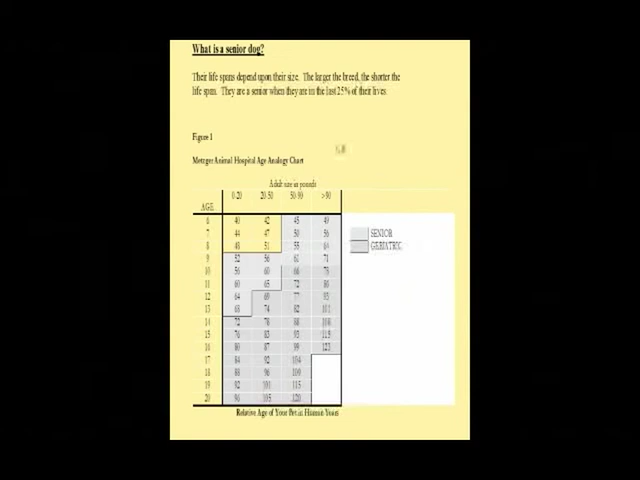 What is a senior dog?
Their life spans depend upon their size. The larger the breed, the shorter the
life span. They are a senior when they are in the last 25% of their lives
Figure 1
Metzger Animal Hospital Age Analogy Chart
Adult size in pounds
0-20 20-50 50-90 >90
AGE
6 40 42 45 49
7 44 47 50 56
8 48 51 55 64
9 52 56 61 71
10 56 60 66 78
11 60 65 72 86
12 64 69 77 93
13 68 74 82 101
14 72 78 88 108
15 76 83 93 115
16 80 87 99 123
17 84 92 104
18 88 96 109
19 92 101 115
20 96 105 120
SENIOR
GERIATRIC
Relative Age of Your Pet in Human Years